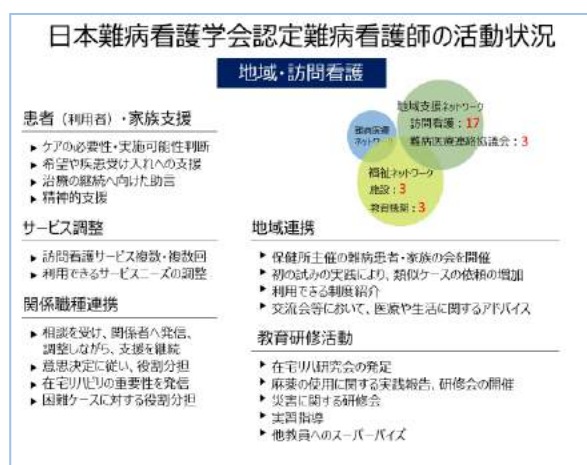 日本難病看護学会認定難病看護師の活動状況
地域・訪問看護
患者(利用者)・家族支援
▸ ケアの必要性・実施可能性判断
▸ 希望や疾患受け入れへの支援
▸ 治療の継続へ向けた助言
▸ 精神的支援
サービス調整
▸ 訪問看護サービス複数・複数回
▸ 利用できるサービスニーズの調整
関係職種連携
▸ 相談を受け、関係者へ発信、
調整しながら、支援を継続
▸ 意思決定に従い、役割分担
▸ 在宅リハビリの重要性を発信
▸ 困難ケースに対する役割分担
難病医療
ネットワーク
地域支援ネットワーク
訪問看護:17
難病医療連絡協議会:3
福祉ネットワーク
施設:3
教育機関:3
地域連携
▸ 保健所主催の難病患者・家族の会を開催
▸ 初の試みの実践により、類似ケースの依頼の増加
▸ 利用できる制度紹介
▸ 交流会等において、医療や生活に関するアドバイス
教育研修活動
▸ 在宅リハ研究会の発足
▸ 麻薬の使用に関する実践報告、研修会の開催
▸ 災害に関する研修会
▸ 実習指導
▸ 他教員へのスーパーバイズ